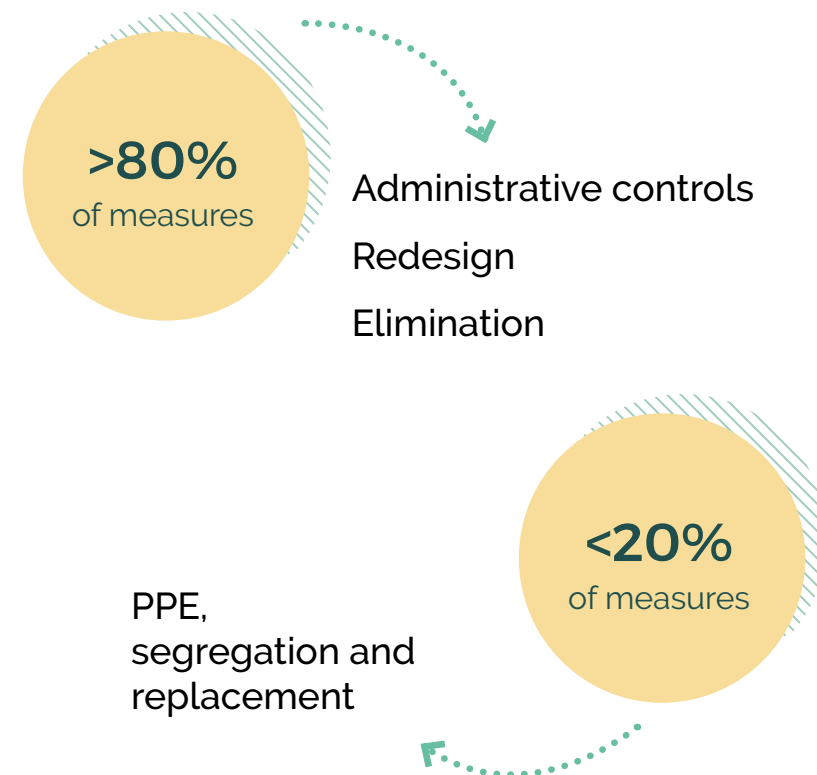 >80%
of measures
Administrative controls
Redesign
Elimination
<20%
of measures
PPE,
segregation and
replacement